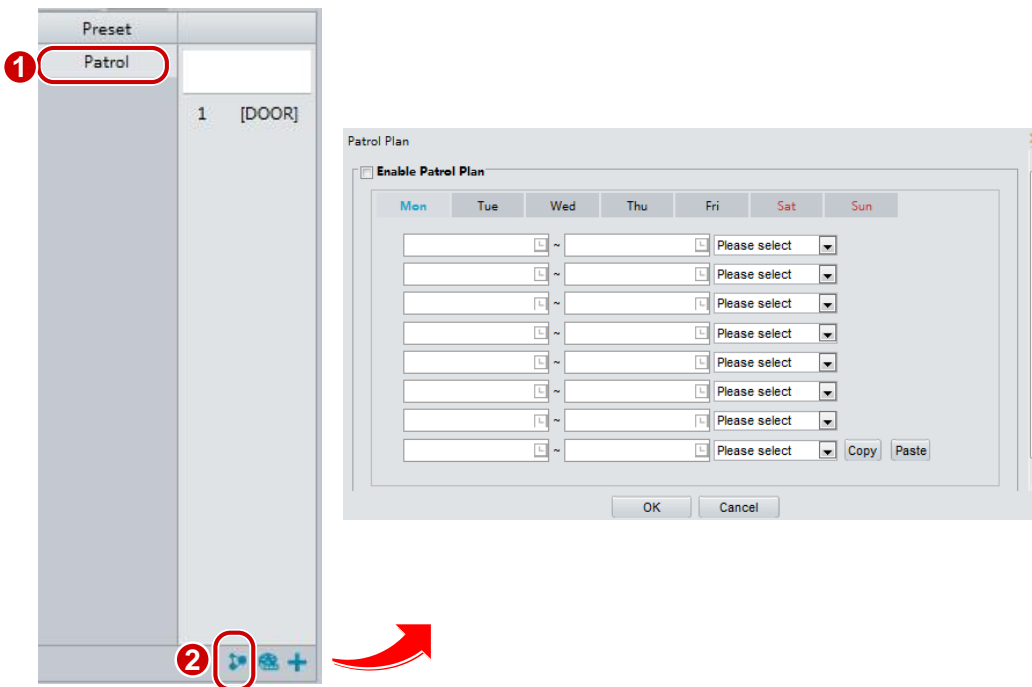 Preset
1
Patrol
1 [DOOR]
2
Patrol Plan
Enable Patrol Plan
Mon Tue Wed Thu Fri Sat Sun
~ Please select
~ Please select
~ Please select
~ Please select
~ Please select
~ Please select
~ Please select
~ Please select Copy Paste
OK Cancel